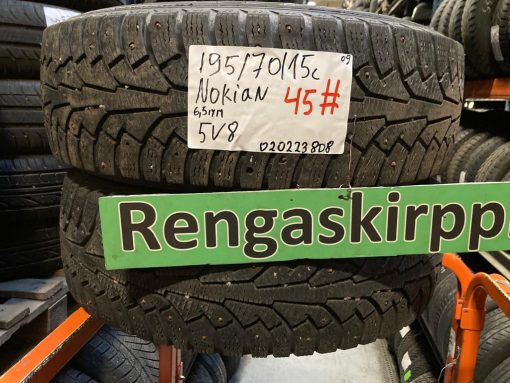 195/70/15c
09
Nokian
45#
6,5mm
5V8
020223808
Rengaskirpp